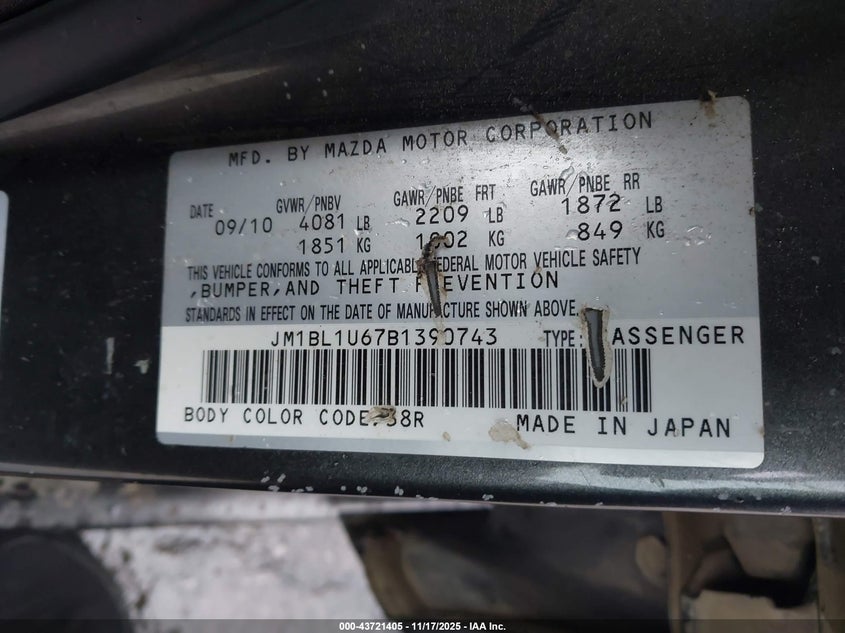 MFD. BY MAZDA MOTOR CORPORATION
DATE GVWR/PNBV GAWR/PNBE FRT GAWR/PNBE RR
09/10 4081 LB 2209 LB 1872 LB
1851 KG KG 849 KG
THIS VEHICLE CONFORMS TO ALL FEDERAL MOTOR VEHICLE SAFETY
,BUMPER,AND THEFT
STANDARDS IN EFFECT ON THE DATE OF MANUFACTURE SHOWN ABOVE.
JM1BL1U67B1390743 TYPE: ASSENGER
BODY COLOR CODE: 38R MADE IN JAPAN
000-43721405 - 11/17/2025 - IAA Inc.